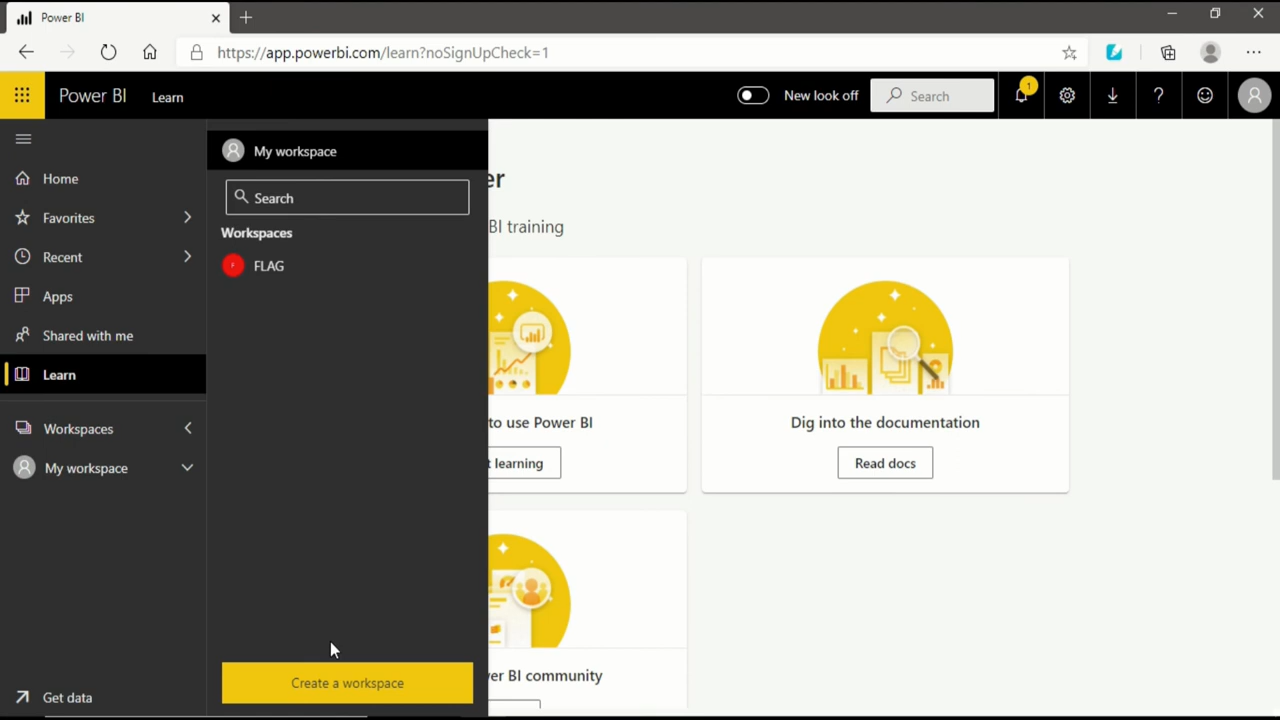 Power BI
https://app.powerbi.com/learn?noSignUpCheck=1
Power BI
Learn
New look off
Search
1
My workspace
Home
Search
Favorites
Workspaces
Recent
F
FLAG
Apps
Shared with me
Learn
Workspaces
My workspace
Get data
Create a workspace
er
BI training
to use Power BI
t learning
Dig into the documentation
Read docs
er BI community